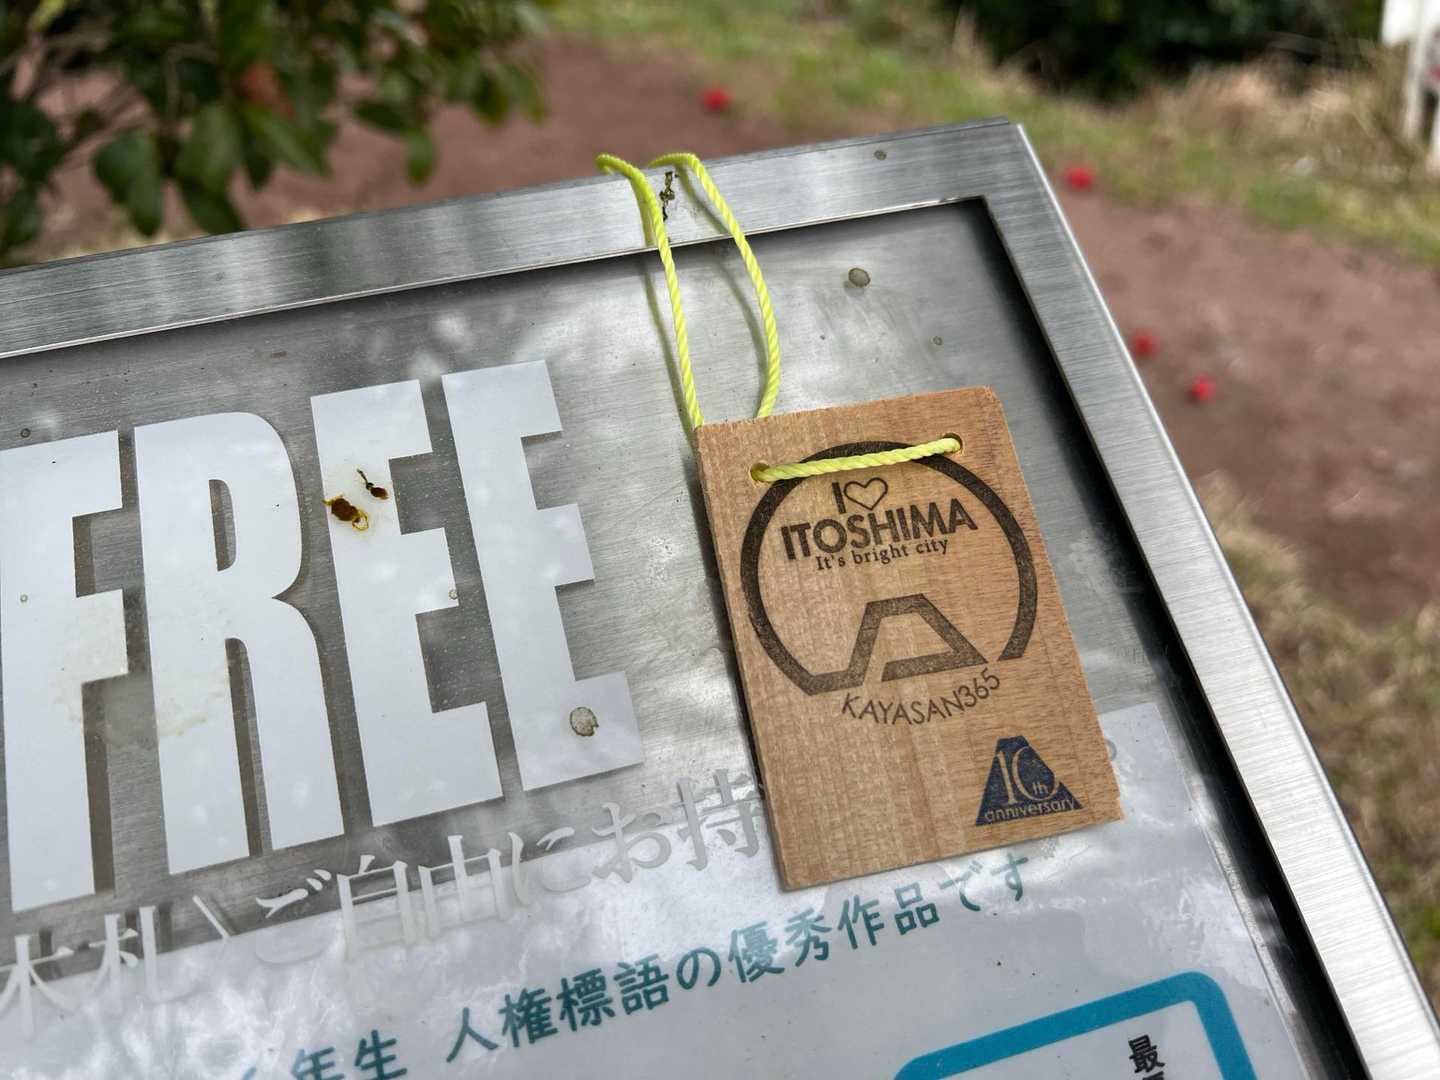 FREE
木札〉ご自由にお持
年生 人権標語の優秀作品です
最
I♡
ITOSHIMA
It's bright city
KAYASAN365
10th
anniversary